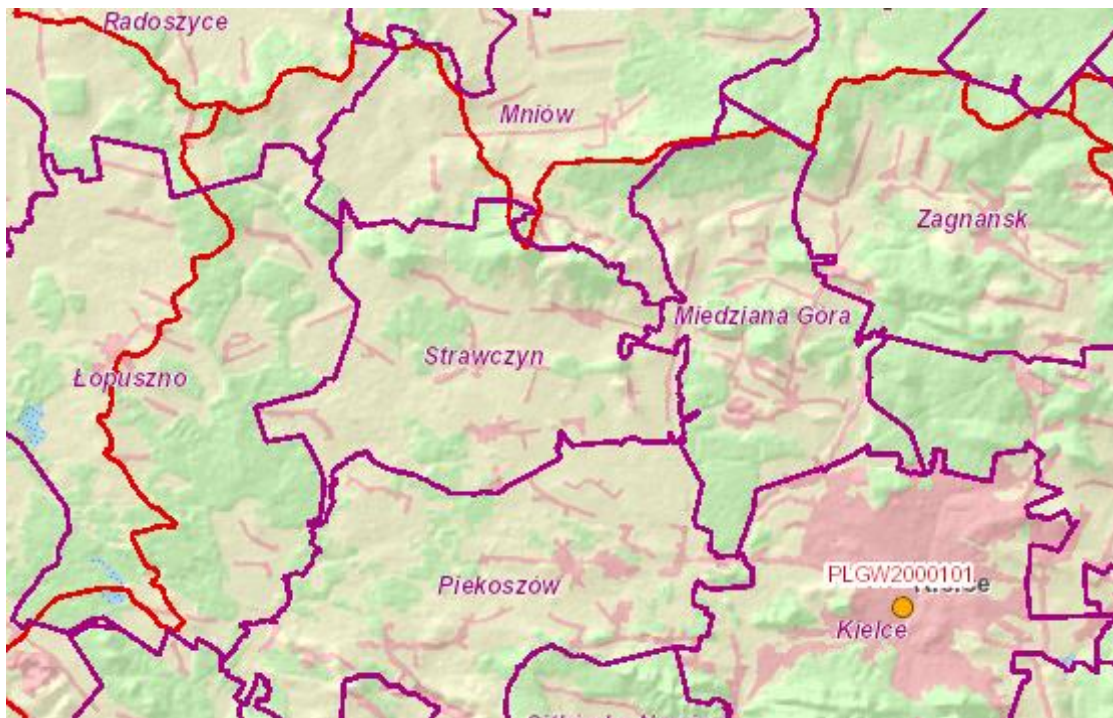 Radoszyce
Mniów
Zagnańsk
Miedziana Góra
Strawczyn
Łopuszno
PLGW2000101
Piekoszów
Kielce